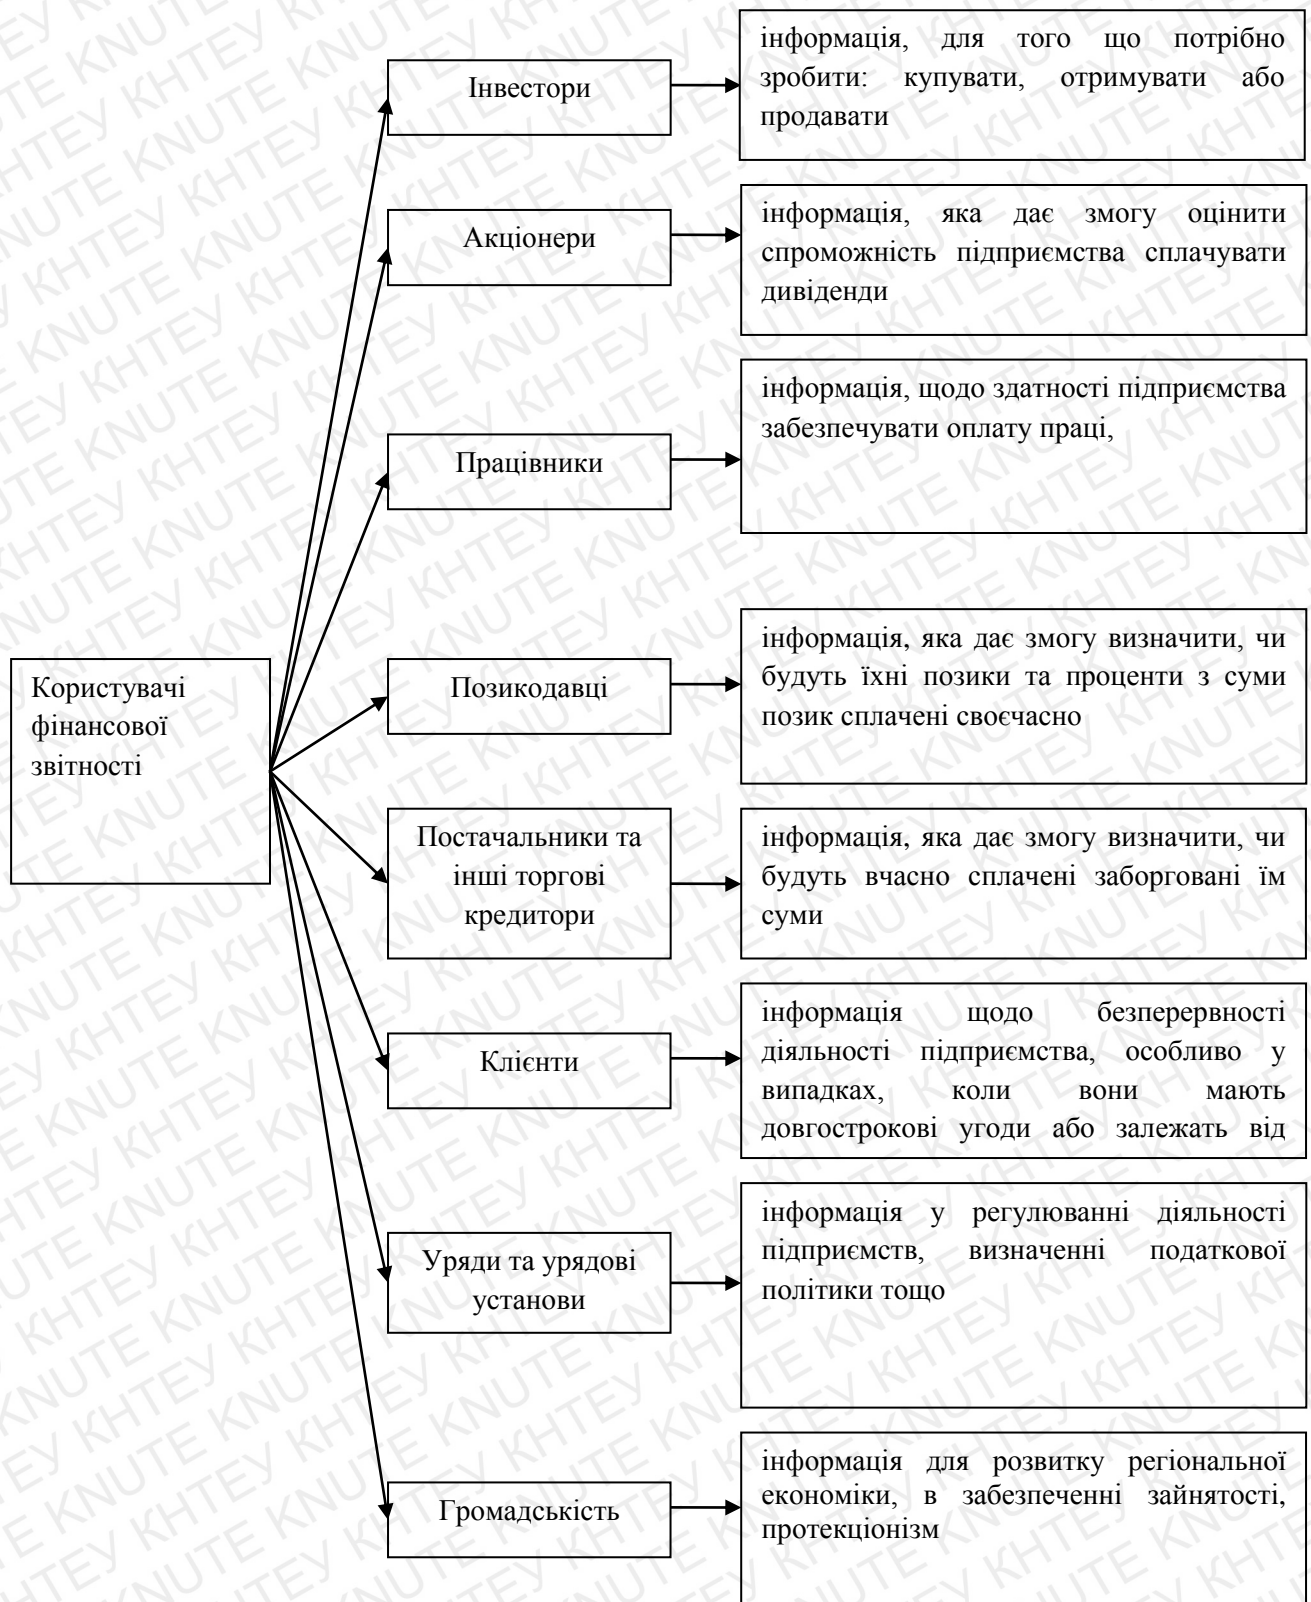 Користувачі
фінансової
звітності
Інвестори
інформація, для того що потрібно
зробити: купувати, отримувати або
продавати
Акціонери
інформація, яка дає змогу оцінити
спроможність підприємства сплачувати
дивіденди
Працівники
інформація, щодо здатності підприємства
забезпечувати оплату праці,
Позикодавці
інформація, яка дає змогу визначити, чи
будуть їхні позики та проценти з суми
позик сплачені своєчасно
Постачальники та
інші торгові
кредитори
інформація, яка дає змогу визначити, чи
будуть вчасно сплачені заборговані їм
суми
Клієнти
інформація щодо безперервності
діяльності підприємства, особливо у
випадках, коли вони мають
довгострокові угоди або залежать від
Уряди та урядові
установи
інформація у регулюванні діяльності
підприємств, визначенні податкової
політики тощо
Громадськість
інформація для розвитку регіональної
економіки, в забезпеченні зайнятості,
протекціонізм